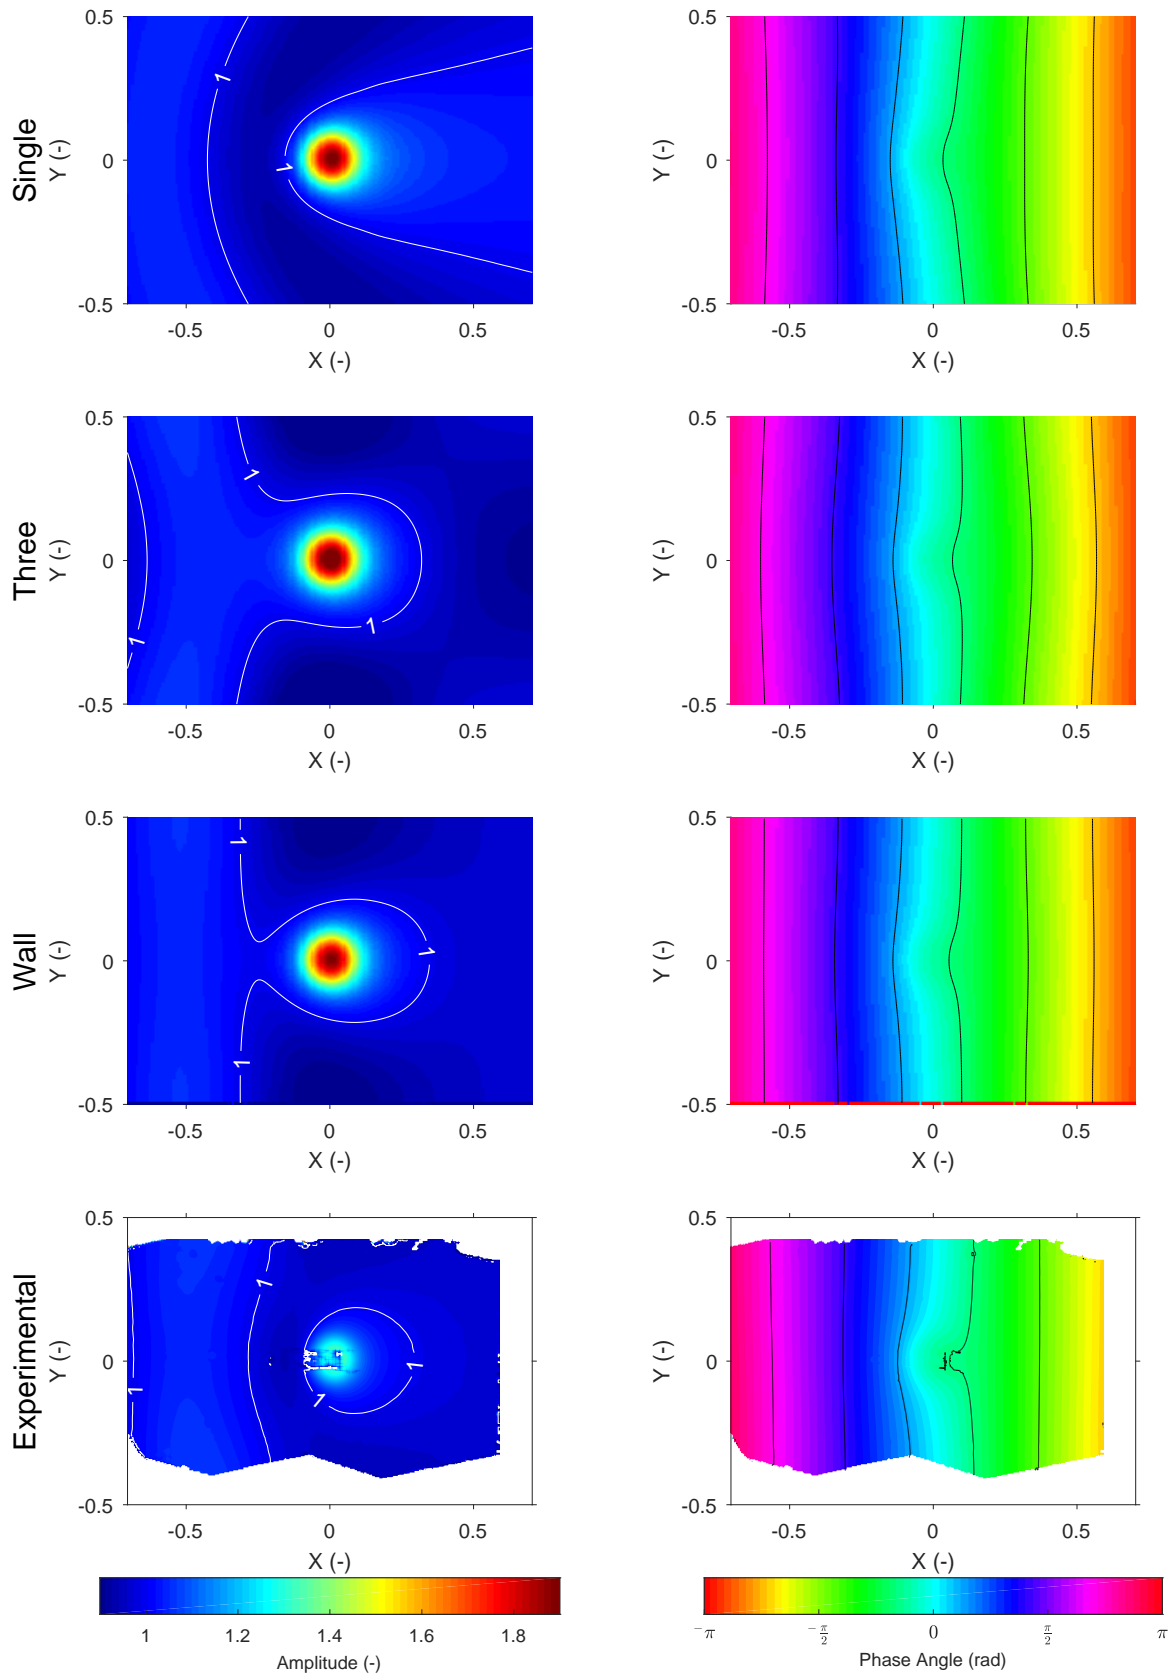 Single
Y (-)
0.5
0
-0.5
1
1
-0.5 0 0.5
X (-)
Y (-)
0.5
0
-0.5
-0.5 0 0.5
X (-)
Three
Y (-)
0.5
0
-0.5
1
1
1
-0.5 0 0.5
X (-)
Y (-)
0.5
0
-0.5
-0.5 0 0.5
X (-)
Wall
Y (-)
0.5
0
-0.5
1
1
1
-0.5 0 0.5
X (-)
Y (-)
0.5
0
-0.5
-0.5 0 0.5
X (-)
Experimental
Y (-)
0.5
0
-0.5
1
1
1
1
-0.5 0 0.5
X (-)
Y (-)
0.5
0
-0.5
-0.5 0 0.5
X (-)
1 1.2 1.4 1.6 1.8
Amplitude (-)
-π -π/2 0 π/2 π
Phase Angle (rad)